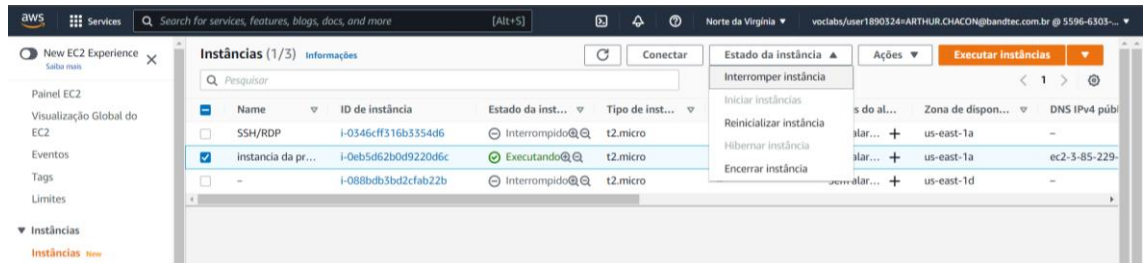 aws Services Search for services, features, blogs, docs, and more [Alt+S] Norte da Virgínia ▼ voclabs/user1890324=ARTHUR.CHACON@bandtec.com.br @ 5596-6303-... ▼
New EC2 Experience
Saiba mais
Painel EC2
Visualização Global do
EC2
Eventos
Tags
Limites
▼ Instâncias
Instâncias New
Instâncias (1/3) Informações Conectar Estado da instância ▲ Ações ▼ Executar instâncias ▼
Pesquisar
< 1 >
Name ID de instância Estado da inst... Tipo de inst... s do al... Zona de dispon... DNS IPv4 públ
SSH/RDP i-0346cff316b3354d6 Interrompido t2.micro alar... + us-east-1a –
instancia da pr... i-0eb5d62b0d9220d6c Executando t2.micro alar... + us-east-1a ec2-3-85-229-
– i-088bdb3bd2cfab22b Interrompido t2.micro alar... + us-east-1d –
Interromper instância
Iniciar instâncias
Reinicializar instância
Hibernar instância
Encerrar instância